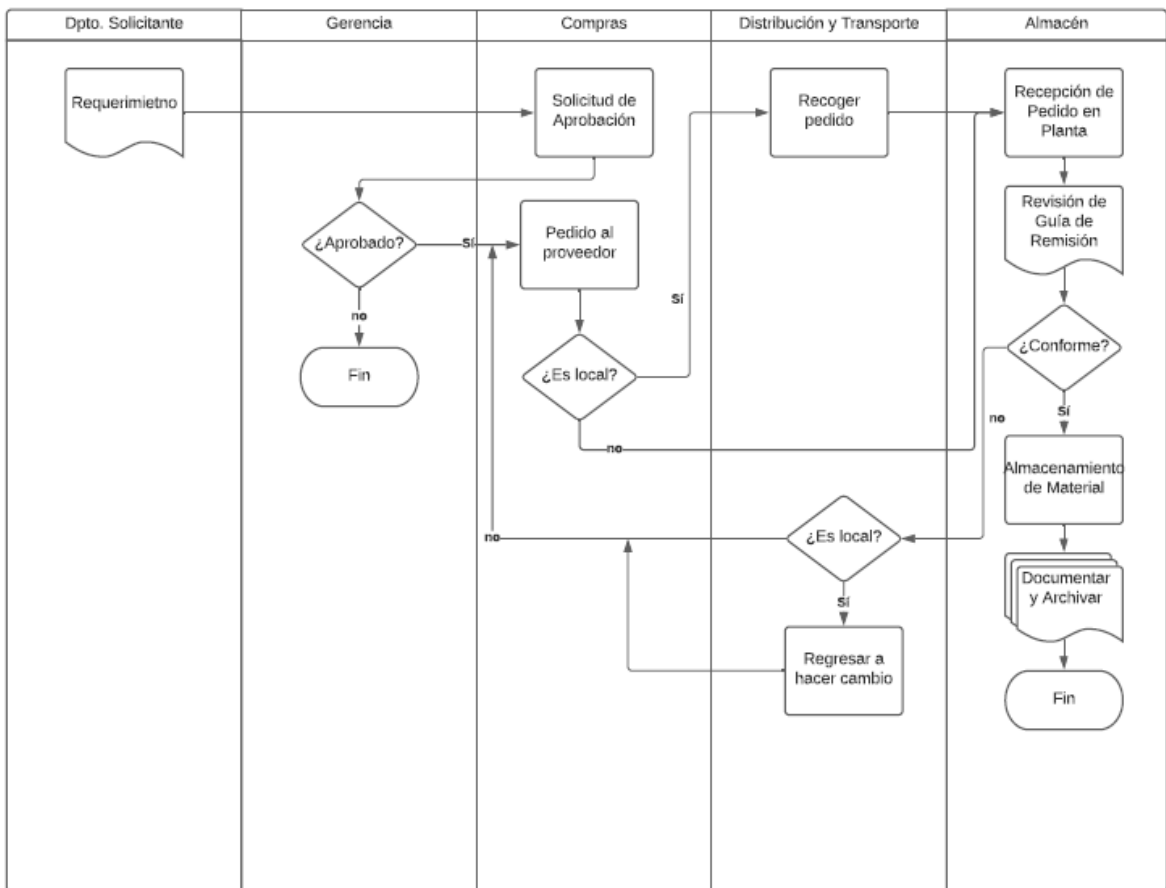 Dpto. Solicitante
Gerencia
Compras
Distribución y Transporte
Almacén
Requerimietno
Solicitud de
Aprobación
Recoger
pedido
Recepción de
Pedido en
Planta
¿Aprobado?
Sí
Pedido al
proveedor
Revisión de
Guía de
Remisión
Sí
no
Fin
¿Es local?
¿Conforme?
Sí
no
no
Almacenamiento
de Material
no
¿Es local?
Sí
Documentar
y Archivar
Regresar a
hacer cambio
Fin